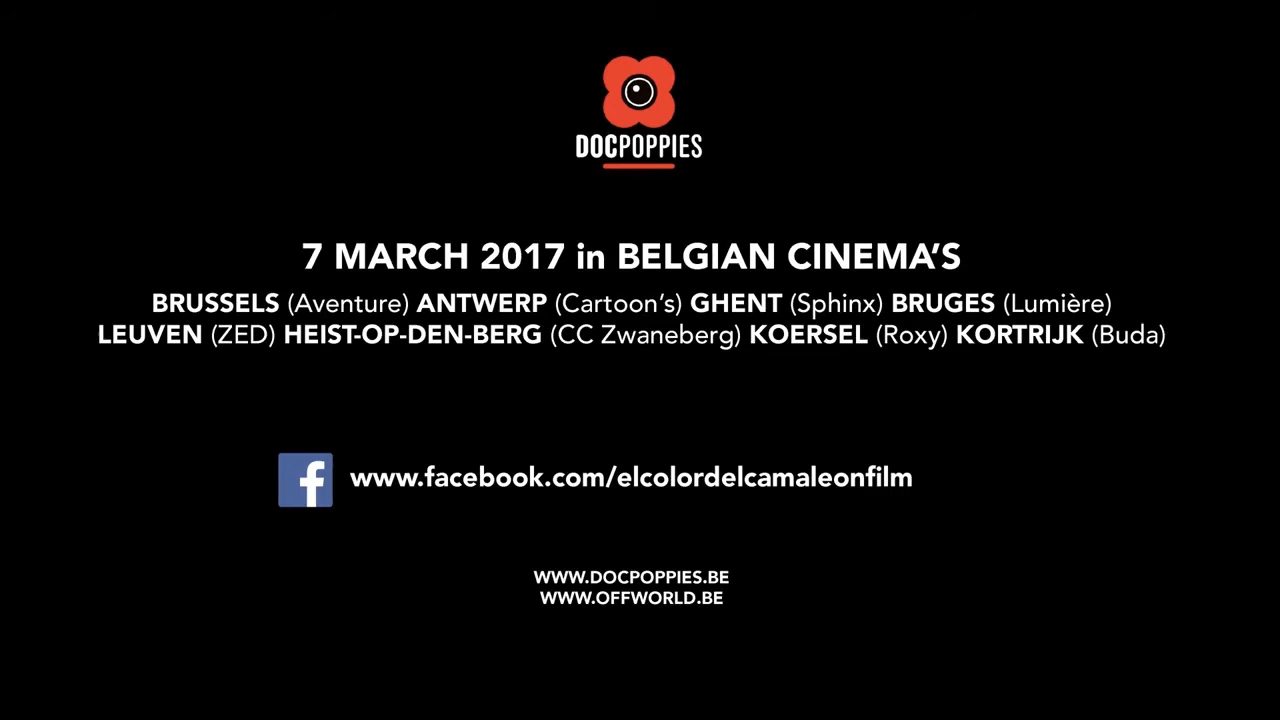 DOCPOPPIES
7 MARCH 2017 in BELGIAN CINEMA’S
BRUSSELS (Aventure) ANTWERP (Cartoon’s) GHENT (Sphinx) BRUGES (Lumière)
LEUVEN (ZED) HEIST-OP-DEN-BERG (CC Zwaneberg) KOERSEL (Roxy) KORTRIJK (Buda)
f www.facebook.com/elcolordelcamaleonfilm
WWW.DOCPOPPIES.BE
WWW.OFFWORLD.BE